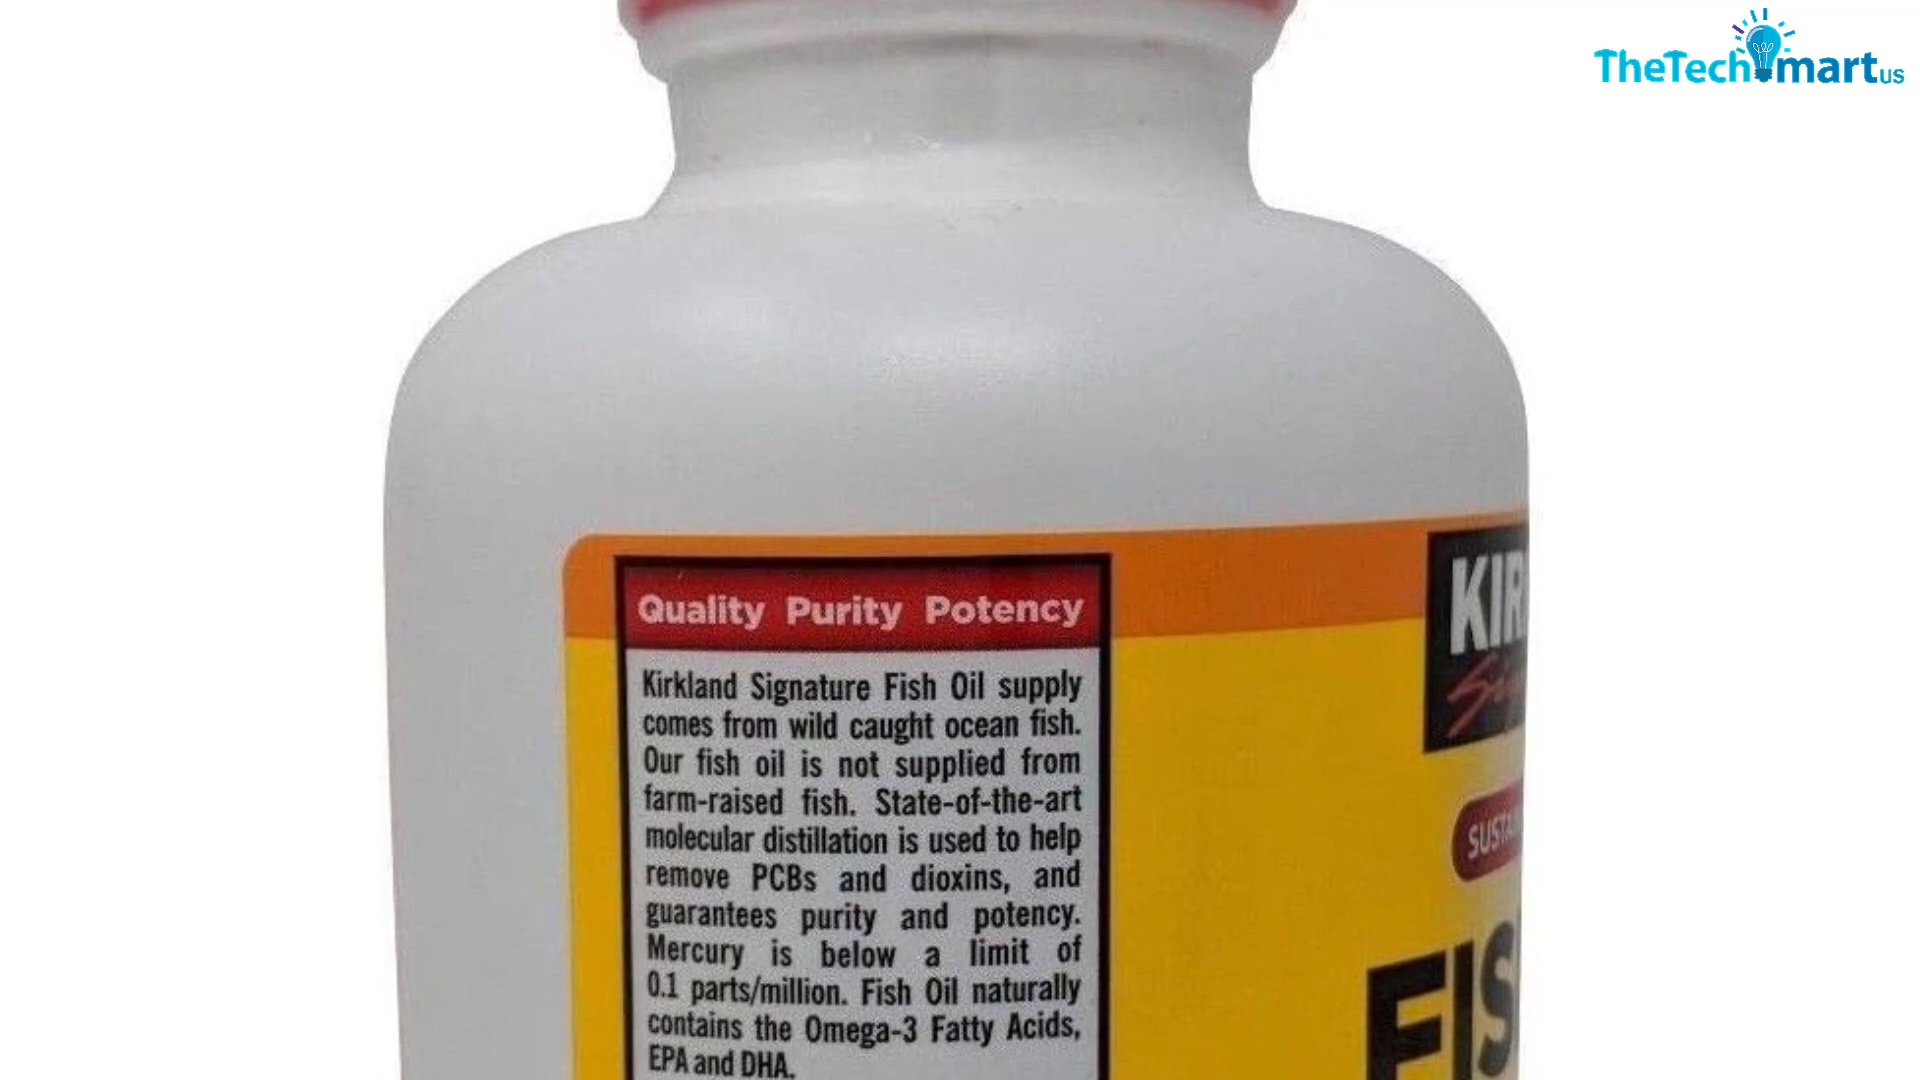 TheTechmartus
Quality Purity Potency
Kirkland Signature Fish Oil supply
comes from wild caught ocean fish.
Our fish oil is not supplied from
farm-raised fish. State-of-the-art
molecular distillation is used to help
remove PCBs and dioxins, and
guarantees purity and potency.
Mercury is below a limit of
0.1 parts/million. Fish Oil naturally
contains the Omega-3 Fatty Acids,
EPA and DHA.